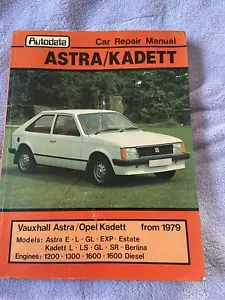 Autodata
Car Repair Manual
ASTRA/KADETT
Vauxhall Astra/Opel Kadett from 1979
Models: Astra E · L · GL · EXP · Estate
Kadett L · LS · GL · SR · Berlina
Engines: 1200 · 1300 · 1600 · 1600 Diesel